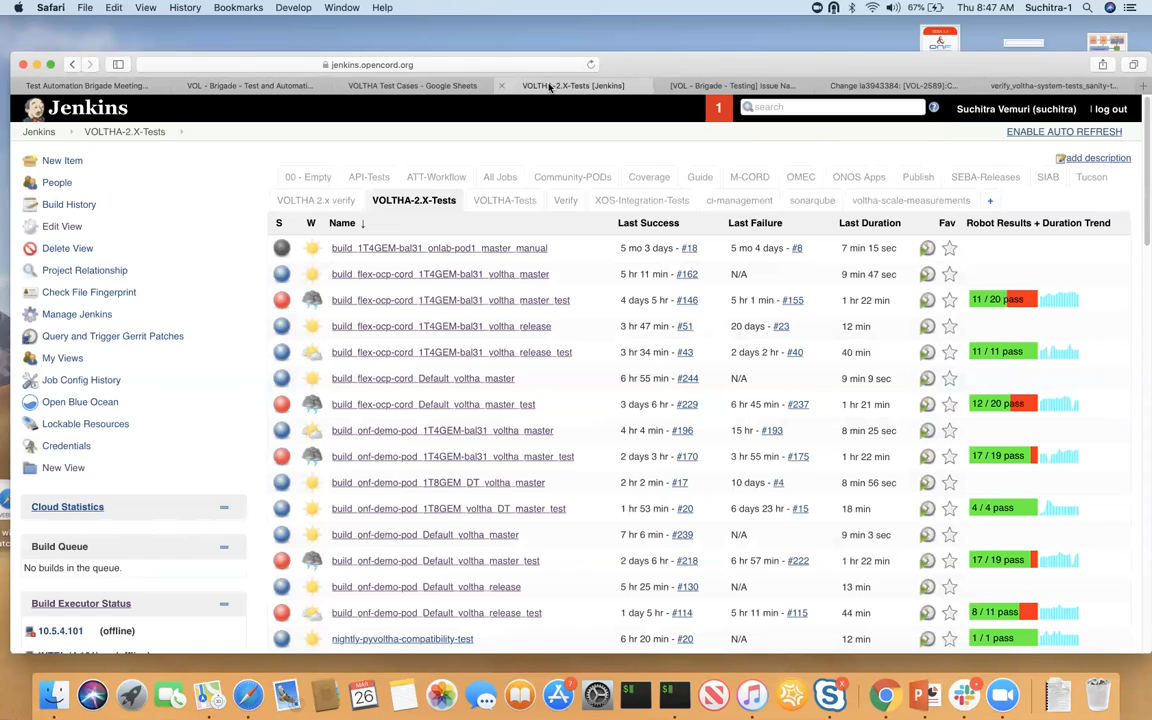 Safari File Edit View History Bookmarks Develop Window Help 67% Thu 8:47 AM Suchitra-1
jenkins.opencord.org
Test Automation Brigade Meeting... VOL - Brigade - Test and Automati... VOLTHA Test Cases - Google Sheets VOLTHA-2.X-Tests [Jenkins] [VOL - Brigade - Testing] Issue Na... Change Ia3943384: [VOL-2589]:C... verify_voltha-system-tests_sanity-t...
Jenkins 1 search Suchitra Vemuri (suchitra) | log out
Jenkins VOLTHA-2.X-Tests ENABLE AUTO REFRESH
add description
New Item
People
Build History
Edit View
Delete View
Project Relationship
Check File Fingerprint
Manage Jenkins
Query and Trigger Gerrit Patches
My Views
Job Config History
Open Blue Ocean
Lockable Resources
Credentials
New View
Cloud Statistics
Build Queue
No builds in the queue.
Build Executor Status
10.5.4.101 (offline)
00 - Empty API-Tests ATT-Workflow All Jobs Community-PODs Coverage Guide M-CORD OMEC ONOS Apps Publish SEBA-Releases SIAB Tucson
VOLTHA 2.x verify VOLTHA-2.X-Tests VOLTHA-Tests Verify XOS-Integration-Tests ci-management sonarqube voltha-scale-measurements +
S W Name ↓ Last Success Last Failure Last Duration Fav Robot Results + Duration Trend
build_1T4GEM-bal31_onlab-pod1_master_manual 5 mo 3 days - #18 5 mo 4 days - #8 7 min 15 sec
build_flex-ocp-cord_1T4GEM-bal31_voltha_master 5 hr 11 min - #162 N/A 9 min 47 sec
build_flex-ocp-cord_1T4GEM-bal31_voltha_master_test 4 days 5 hr - #146 5 hr 1 min - #155 1 hr 22 min 11 / 20 pass
build_flex-ocp-cord_1T4GEM-bal31_voltha_release 3 hr 47 min - #51 20 days - #23 12 min
build_flex-ocp-cord_1T4GEM-bal31_voltha_release_test 3 hr 34 min - #43 2 days 2 hr - #40 40 min 11 / 11 pass
build_flex-ocp-cord_Default_voltha_master 6 hr 55 min - #244 N/A 9 min 9 sec
build_flex-ocp-cord_Default_voltha_master_test 3 days 6 hr - #229 6 hr 45 min - #237 1 hr 21 min 12 / 20 pass
build_onf-demo-pod_1T4GEM-bal31_voltha_master 4 hr 4 min - #196 15 hr - #193 8 min 25 sec
build_onf-demo-pod_1T4GEM-bal31_voltha_master_test 2 days 3 hr - #170 3 hr 55 min - #175 1 hr 22 min 17 / 19 pass
build_onf-demo-pod_1T8GEM_DT_voltha_master 2 hr 2 min - #17 10 days - #4 8 min 56 sec
build_onf-demo-pod_1T8GEM_voltha_DT_master_test 1 hr 53 min - #20 6 days 23 hr - #15 18 min 4 / 4 pass
build_onf-demo-pod_Default_voltha_master 7 hr 6 min - #239 N/A 9 min 3 sec
build_onf-demo-pod_Default_voltha_master_test 2 days 6 hr - #218 6 hr 57 min - #222 1 hr 22 min 17 / 19 pass
build_onf-demo-pod_Default_voltha_release 5 hr 25 min - #130 N/A 13 min
build_onf-demo-pod_Default_voltha_release_test 1 day 5 hr - #114 5 hr 11 min - #115 44 min 8 / 11 pass
nightly-pyvoltha-compatibility-test 6 hr 20 min - #20 N/A 12 min 1 / 1 pass
MAR
26
7